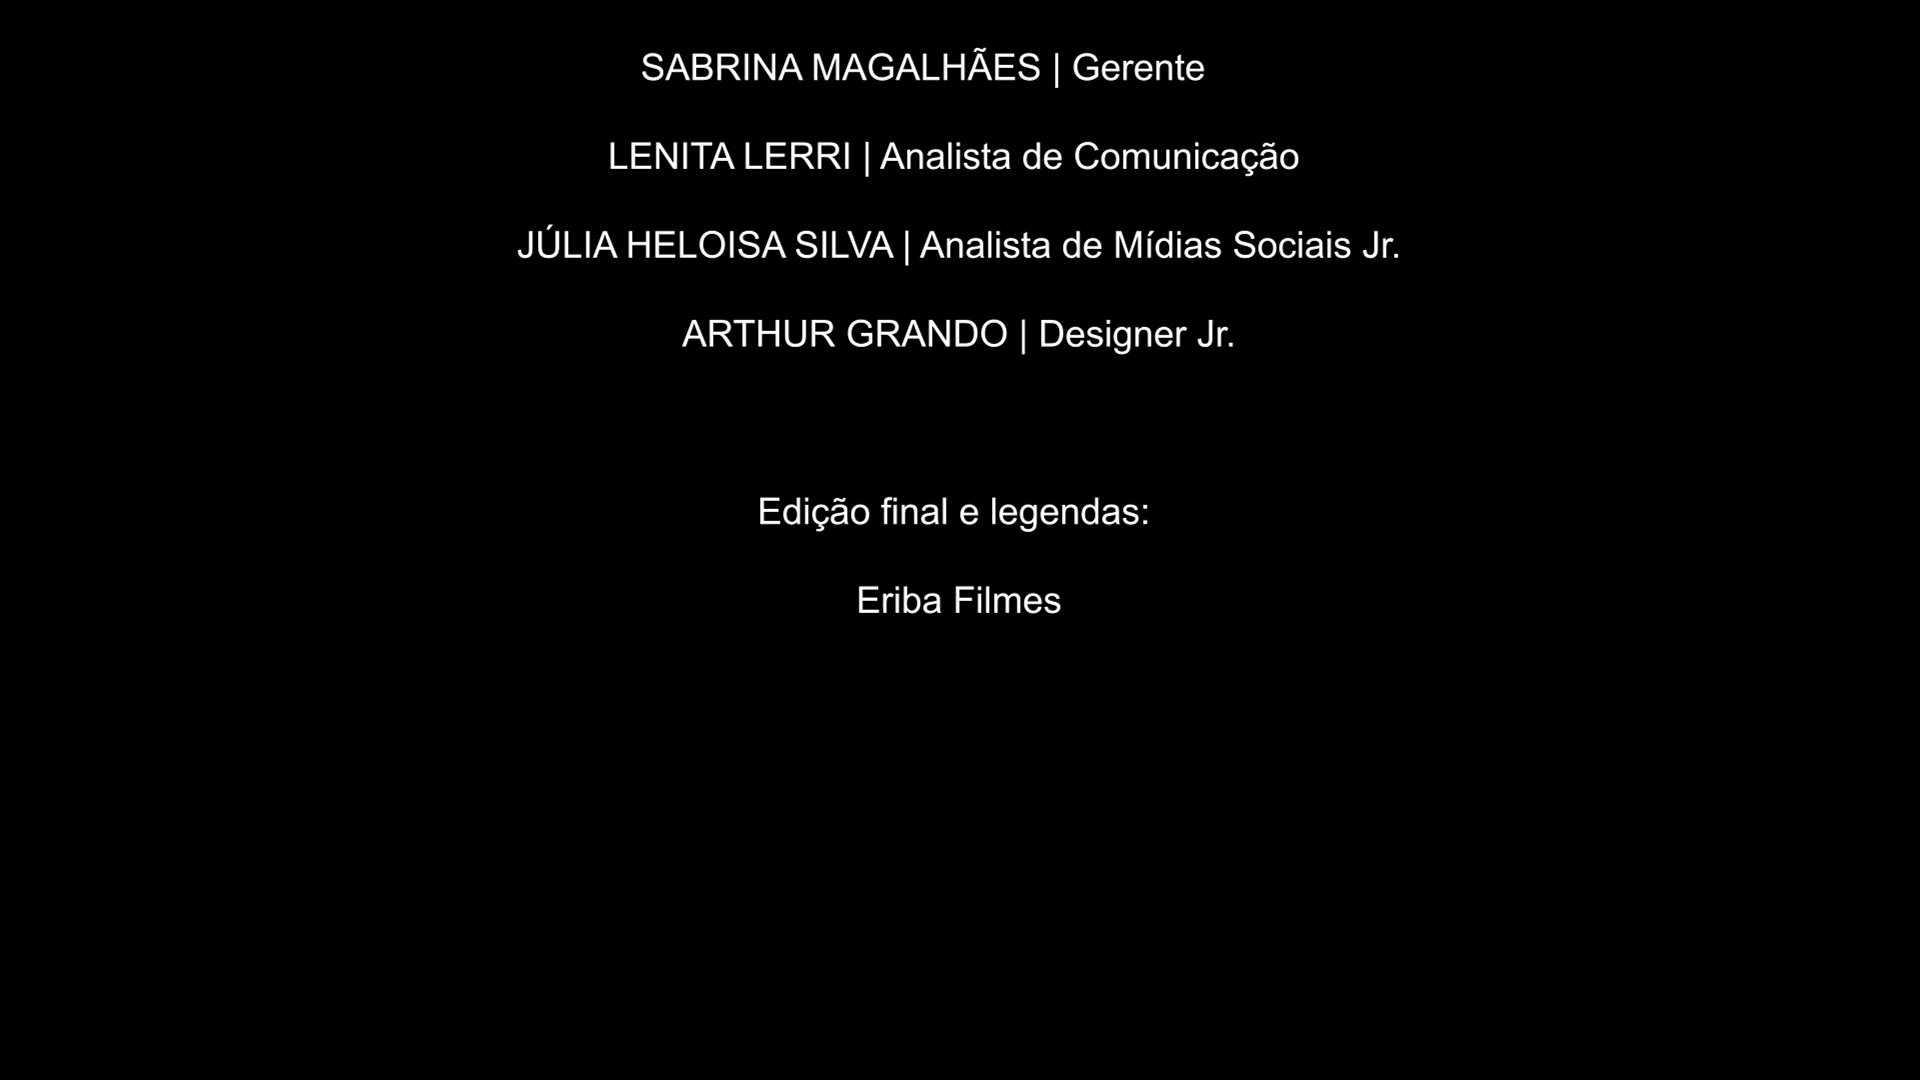 SABRINA MAGALHÃES | Gerente
LENITA LERRI | Analista de Comunicação
JÚLIA HELOISA SILVA | Analista de Mídias Sociais Jr.
ARTHUR GRANDO | Designer Jr.
Edição final e legendas:
Eriba Filmes